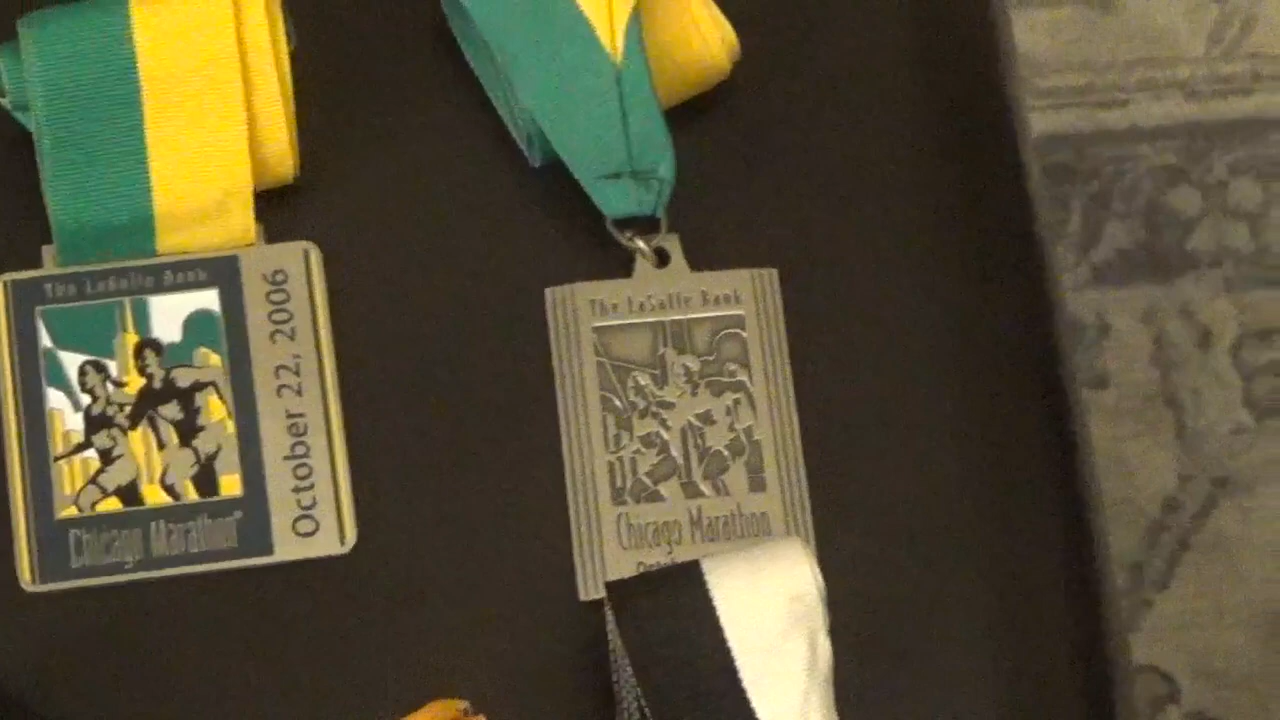 The LaSalle Bank
October 22, 2006
Chicago Marathon
The LaSalle Bank
Chicago Marathon